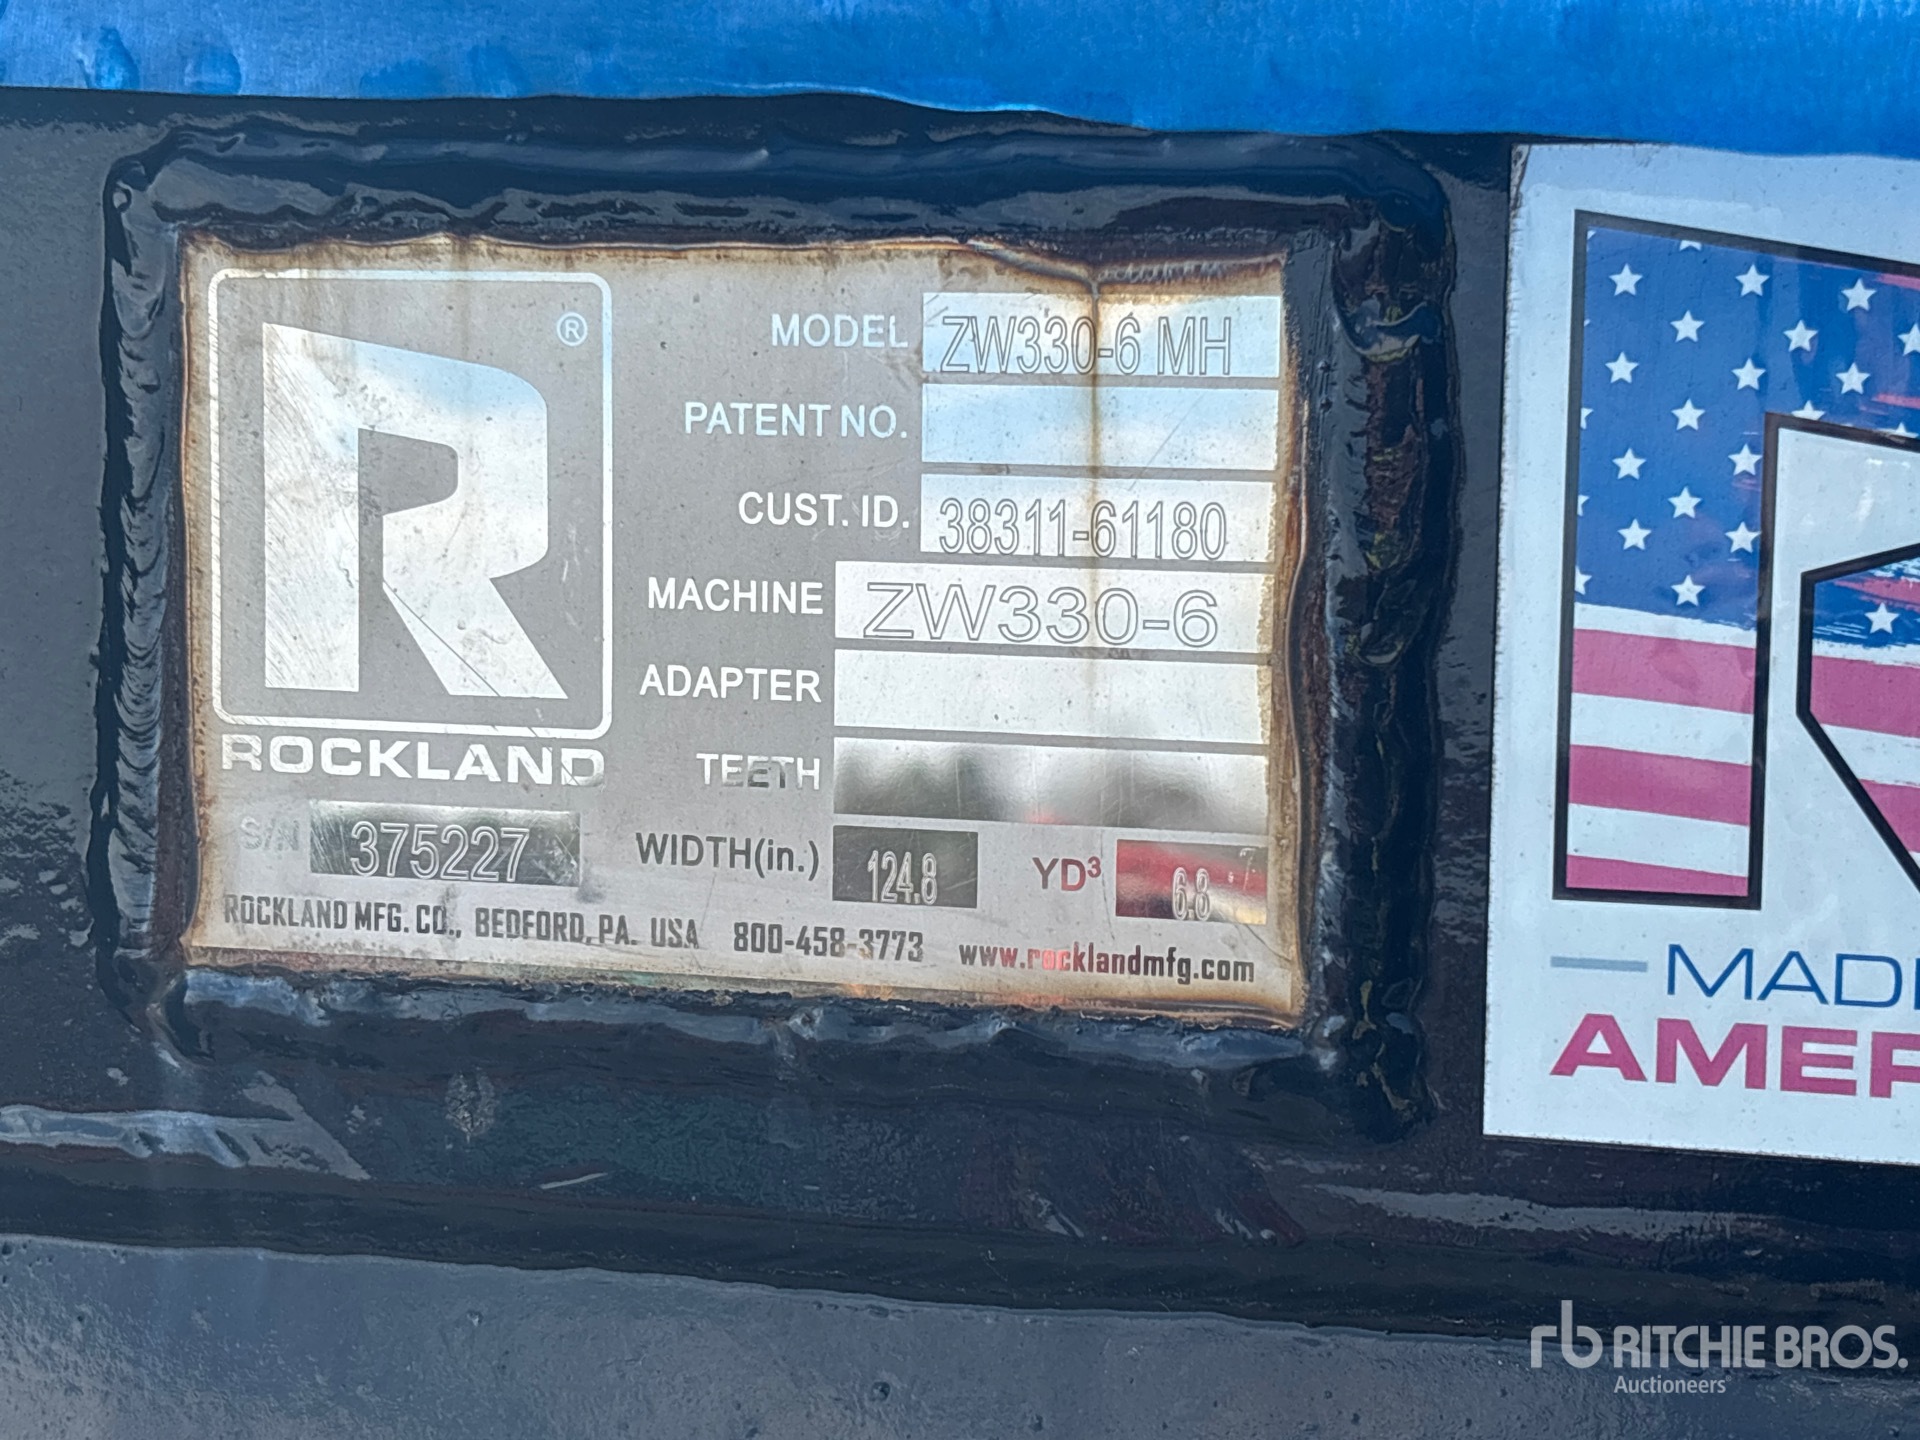 ®
MODEL ZW330-6 MH
PATENT NO.
CUST. ID. 38311-61180
MACHINE ZW330-6
ADAPTER
TEETH
ROCKLAND
S/N 375227
WIDTH(in.) 124.8 YD³ 6.8
ROCKLAND MFG. CO., BEDFORD, PA. USA 800-458-3773 www.rocklandmfg.com
MAD
AMER
rb RITCHIE BROS.
Auctioneers